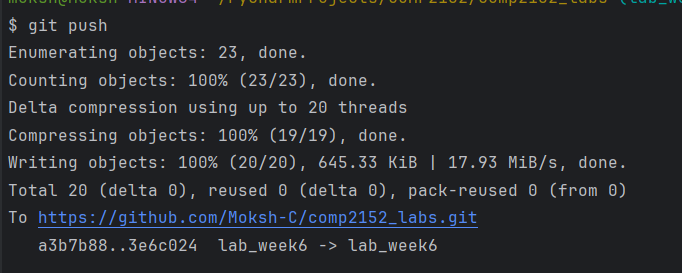 $ git push
Enumerating objects: 23, done.
Counting objects: 100% (23/23), done.
Delta compression using up to 20 threads
Compressing objects: 100% (19/19), done.
Writing objects: 100% (20/20), 645.33 KiB | 17.93 MiB/s, done.
Total 20 (delta 0), reused 0 (delta 0), pack-reused 0 (from 0)
To https://github.com/Moksh-C/comp2152_labs.git
   a3b7b88..3e6c024  lab_week6 -> lab_week6